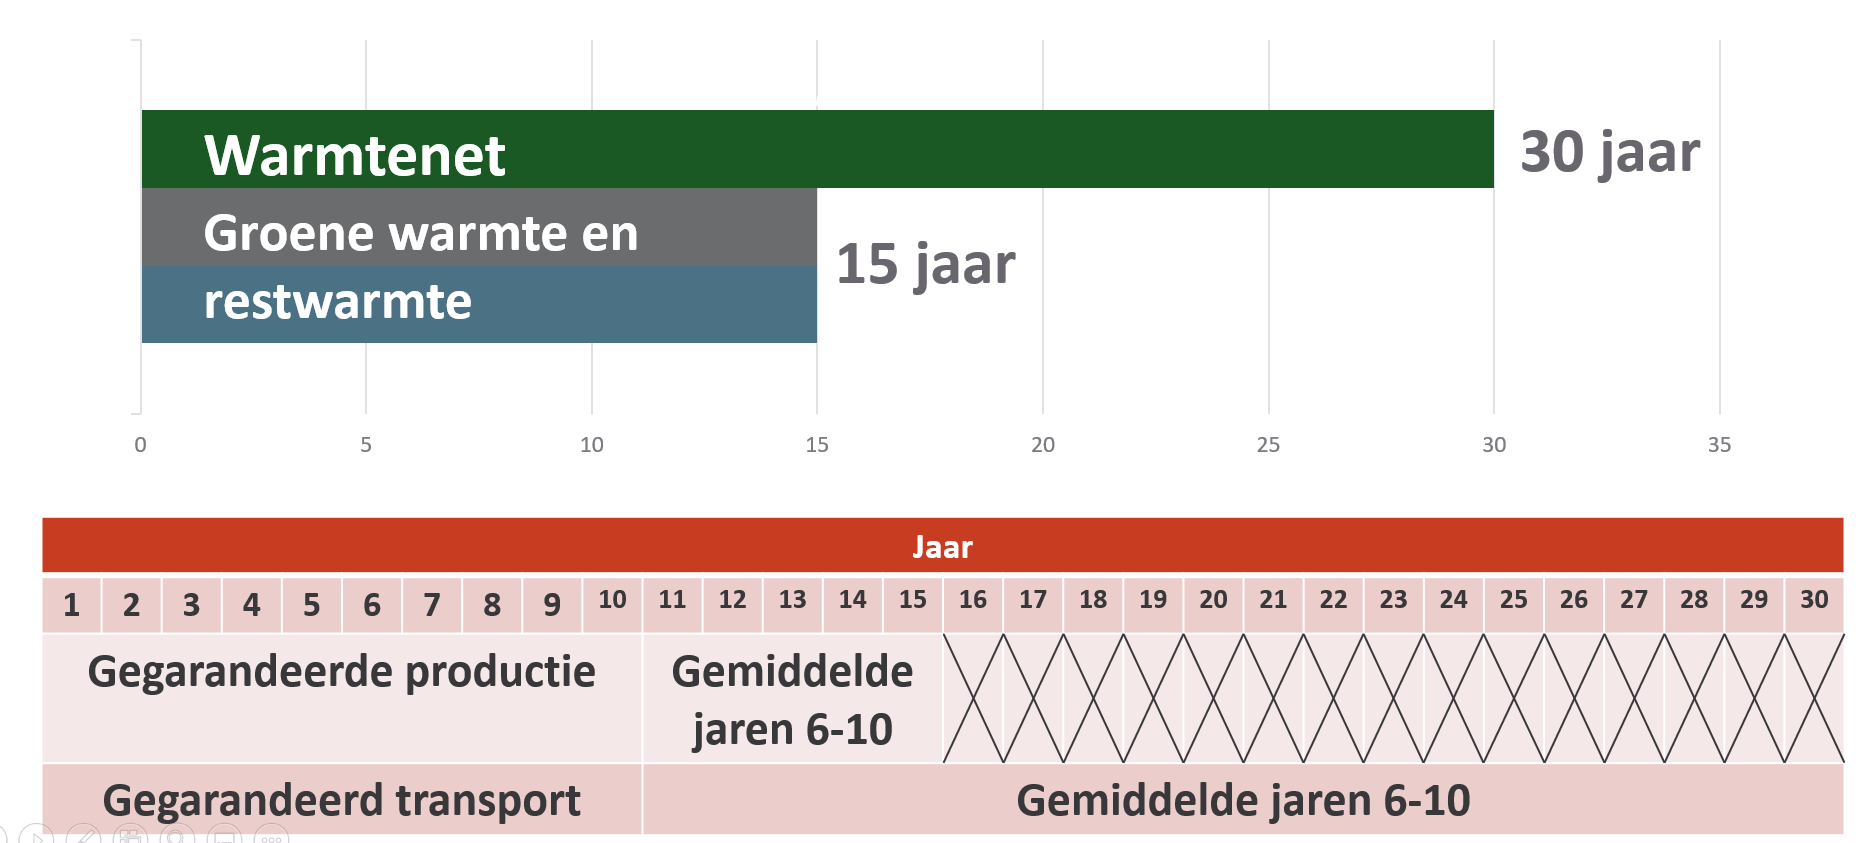 Warmtenet
30 jaar
Groene warmte en
restwarmte
15 jaar
0 5 10 15 20 25 30 35
Jaar
1 2 3 4 5 6 7 8 9 10 11 12 13 14 15 16 17 18 19 20 21 22 23 24 25 26 27 28 29 30
Gegarandeerde productie
Gemiddelde
jaren 6-10
Gegarandeerd transport
Gemiddelde jaren 6-10